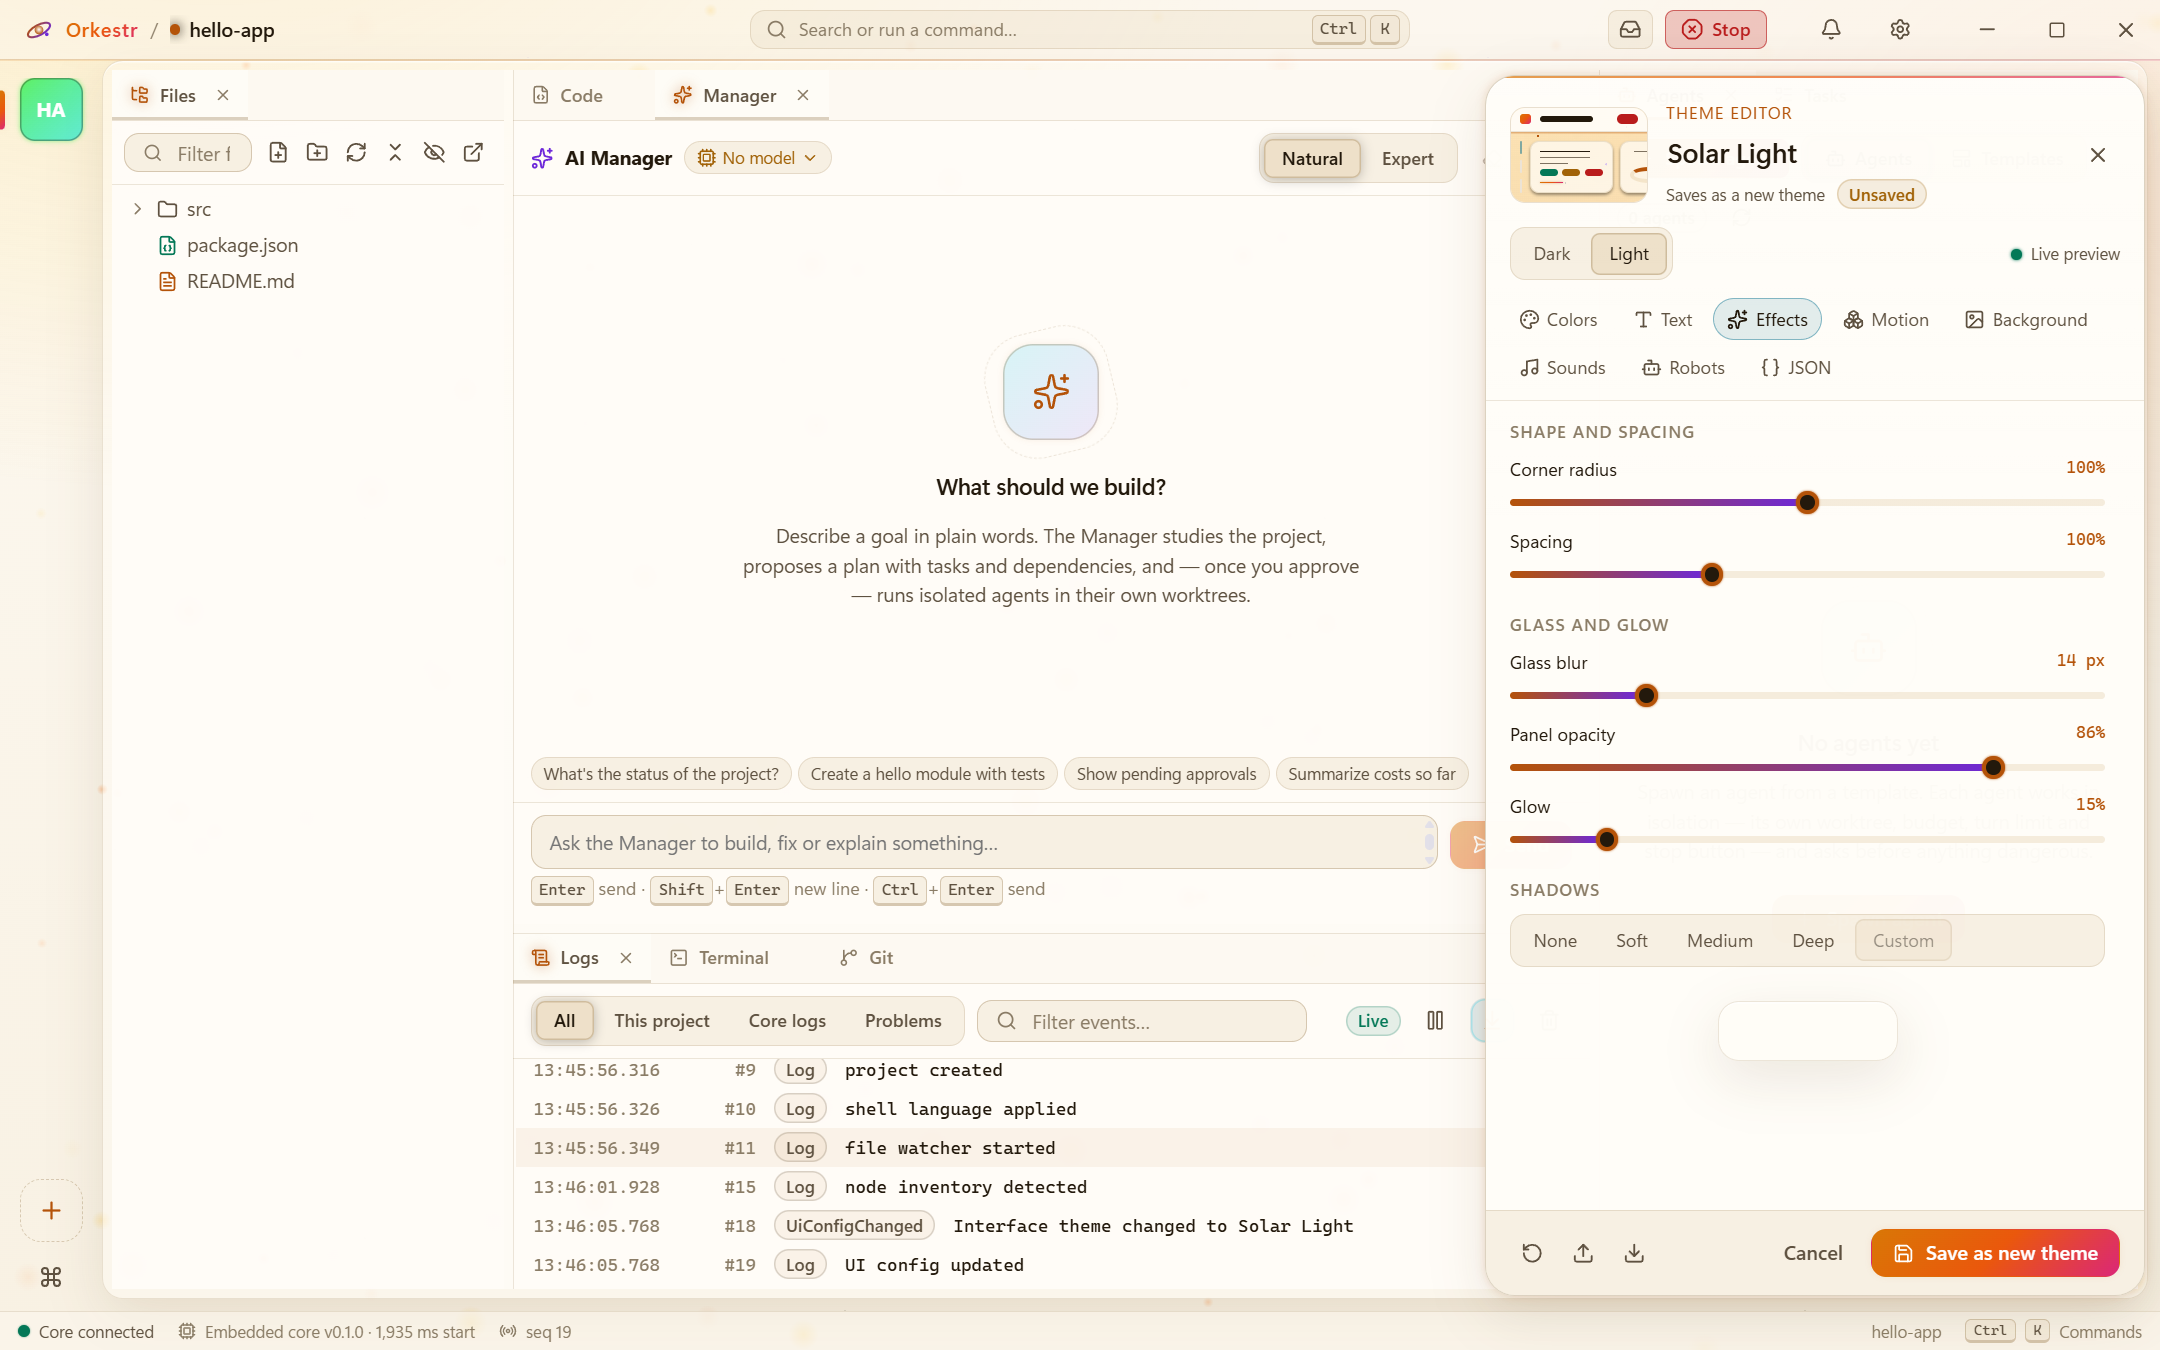 Orkestr / hello-app
Search or run a command...
Ctrl K
Stop
HA
Files
Filter f
src
package.json
README.md
Code
Manager
AI Manager
No model
Natural
Expert
What should we build?
Describe a goal in plain words. The Manager studies the project,
proposes a plan with tasks and dependencies, and — once you approve
— runs isolated agents in their own worktrees.
What's the status of the project?
Create a hello module with tests
Show pending approvals
Summarize costs so far
Ask the Manager to build, fix or explain something...
Enter send · Shift + Enter new line · Ctrl + Enter send
Logs
Terminal
Git
All
This project
Core logs
Problems
Filter events...
Live
13:45:56.316 #9 Log project created
13:45:56.326 #10 Log shell language applied
13:45:56.349 #11 Log file watcher started
13:46:01.928 #15 Log node inventory detected
13:46:05.768 #18 UiConfigChanged Interface theme changed to Solar Light
13:46:05.768 #19 Log UI config updated
THEME EDITOR
Solar Light
Saves as a new theme Unsaved
Dark
Light
Live preview
Colors
Text
Effects
Motion
Background
Sounds
Robots
JSON
SHAPE AND SPACING
Corner radius 100%
Spacing 100%
GLASS AND GLOW
Glass blur 14 px
Panel opacity 86%
No agents yet
Glow 15%
SHADOWS
None
Soft
Medium
Deep
Custom
Cancel
Save as new theme
Core connected
Embedded core v0.1.0 · 1,935 ms start
seq 19
hello-app
Ctrl K Commands